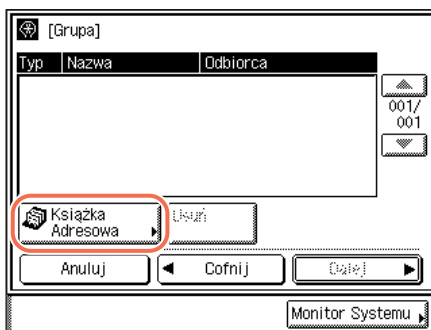 [Grupa]
Typ Nazwa Odbiorca
001/
001
Książka
Adresowa
Usuń
Anuluj
Cofnij
Dalej
Monitor Systemu